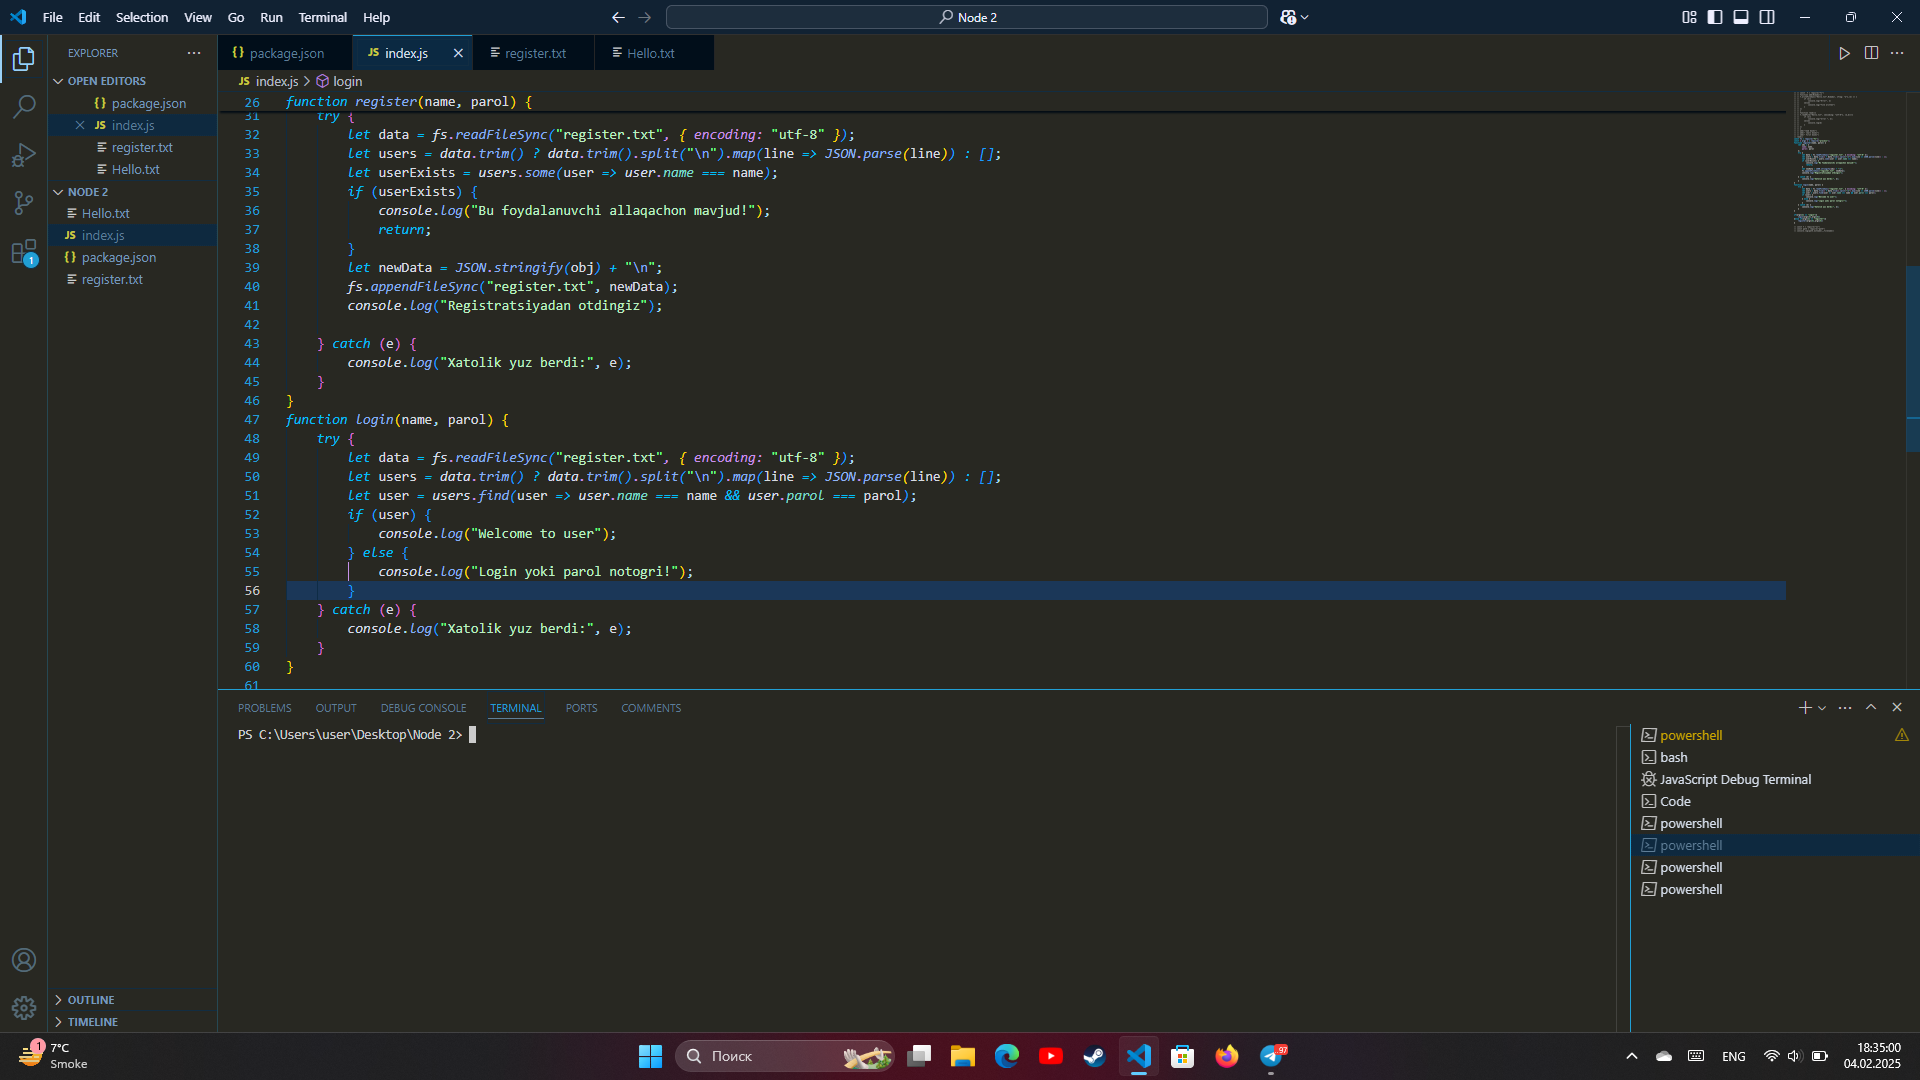 File Edit Selection View Go Run Terminal Help
Node 2
EXPLORER
OPEN EDITORS
package.json
index.js
register.txt
Hello.txt
NODE 2
Hello.txt
index.js
package.json
register.txt
OUTLINE
TIMELINE
1
package.json
JS index.js
register.txt
Hello.txt
JS index.js > login
26 function register(name, parol) {
31 try {
32 let data = fs.readFileSync("register.txt", { encoding: "utf-8" });
33 let users = data.trim() ? data.trim().split("\n").map(line => JSON.parse(line)) : [];
34 let userExists = users.some(user => user.name === name);
35 if (userExists) {
36 console.log("Bu foydalanuvchi allaqachon mavjud!");
37 return;
38 }
39 let newData = JSON.stringify(obj) + "\n";
40 fs.appendFileSync("register.txt", newData);
41 console.log("Registratsiyadan otdingiz");
42
43 } catch (e) {
44 console.log("Xatolik yuz berdi:", e);
45 }
46 }
47 function login(name, parol) {
48 try {
49 let data = fs.readFileSync("register.txt", { encoding: "utf-8" });
50 let users = data.trim() ? data.trim().split("\n").map(line => JSON.parse(line)) : [];
51 let user = users.find(user => user.name === name && user.parol === parol);
52 if (user) {
53 console.log("Welcome to user");
54 } else {
55 console.log("Login yoki parol notogri!");
56 }
57 } catch (e) {
58 console.log("Xatolik yuz berdi:", e);
59 }
60 }
61
PROBLEMS OUTPUT DEBUG CONSOLE TERMINAL PORTS COMMENTS
PS C:\Users\user\Desktop\Node 2>
powershell
bash
JavaScript Debug Terminal
Code
powershell
powershell
powershell
powershell
1
7°C
Smoke
Поиск
97
ENG
18:35:00
04.02.2025